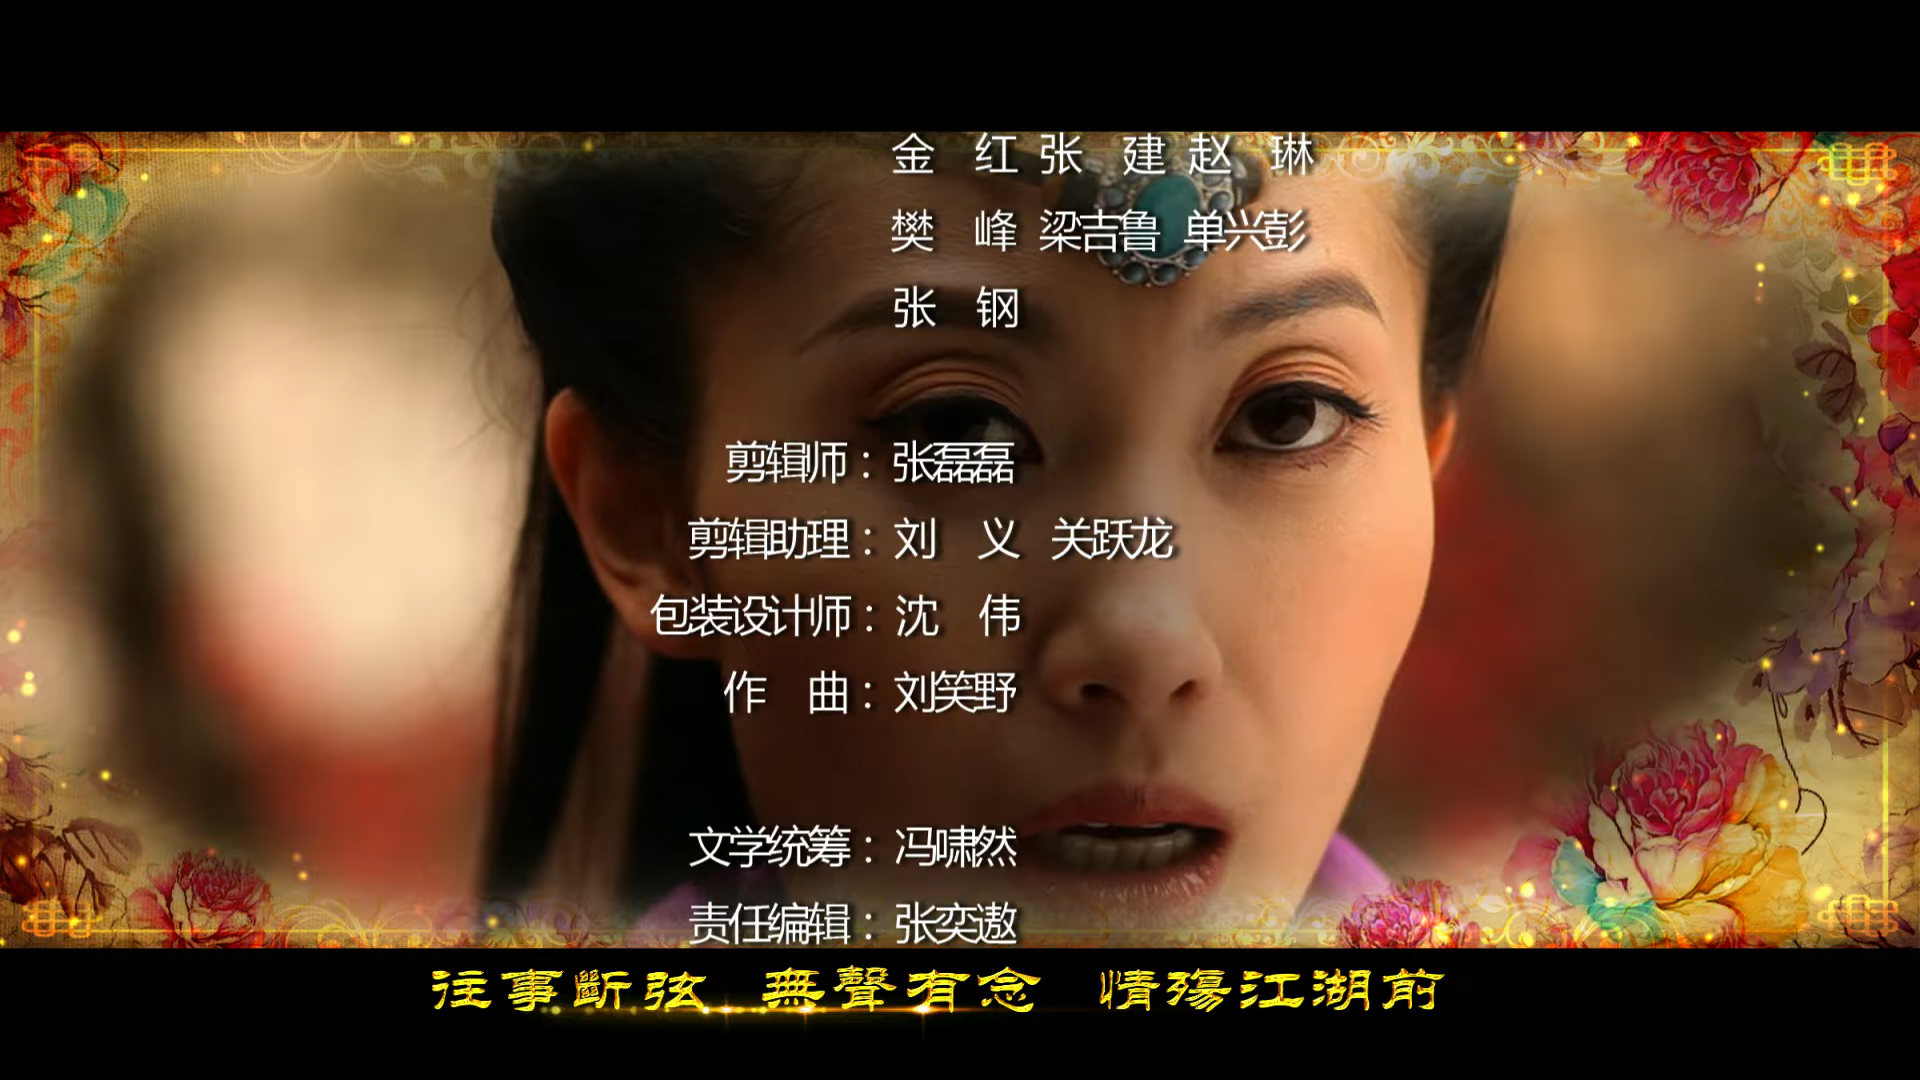 金 红 张 建 赵 琳
樊 峰 梁吉鲁 单兴彭
张 钢
剪辑师：张磊磊
剪辑助理：刘 义 关跃龙
包装设计师：沈 伟
作 曲：刘笑野
文学统筹：冯啸然
责任编辑：张奕遨
往事斷弦 無聲有念 情殤江湖前